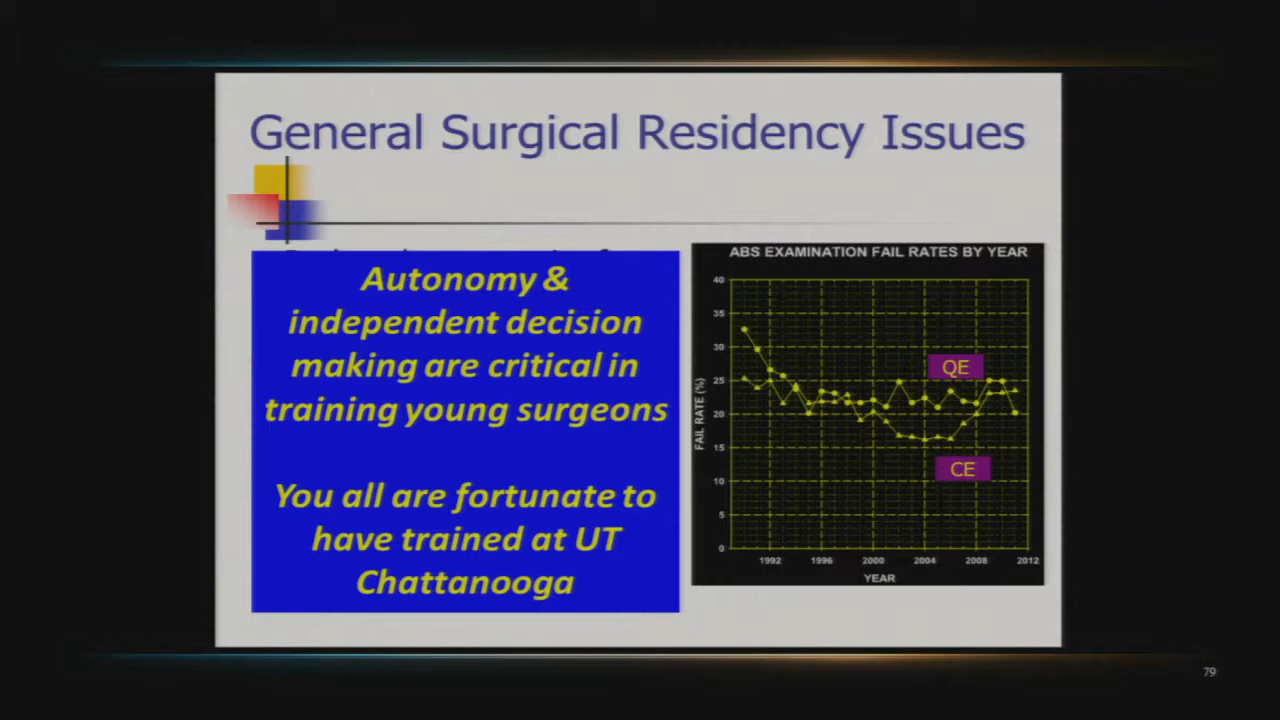 General Surgical Residency Issues
Autonomy &
independent decision
making are critical in
training young surgeons
You all are fortunate to
have trained at UT
Chattanooga
ABS EXAMINATION FAIL RATES BY YEAR
40
35
30
25
20
15
10
5
0
FAIL RATE (%)
QE
CE
1992 1996 2000 2004 2008 2012
YEAR
79